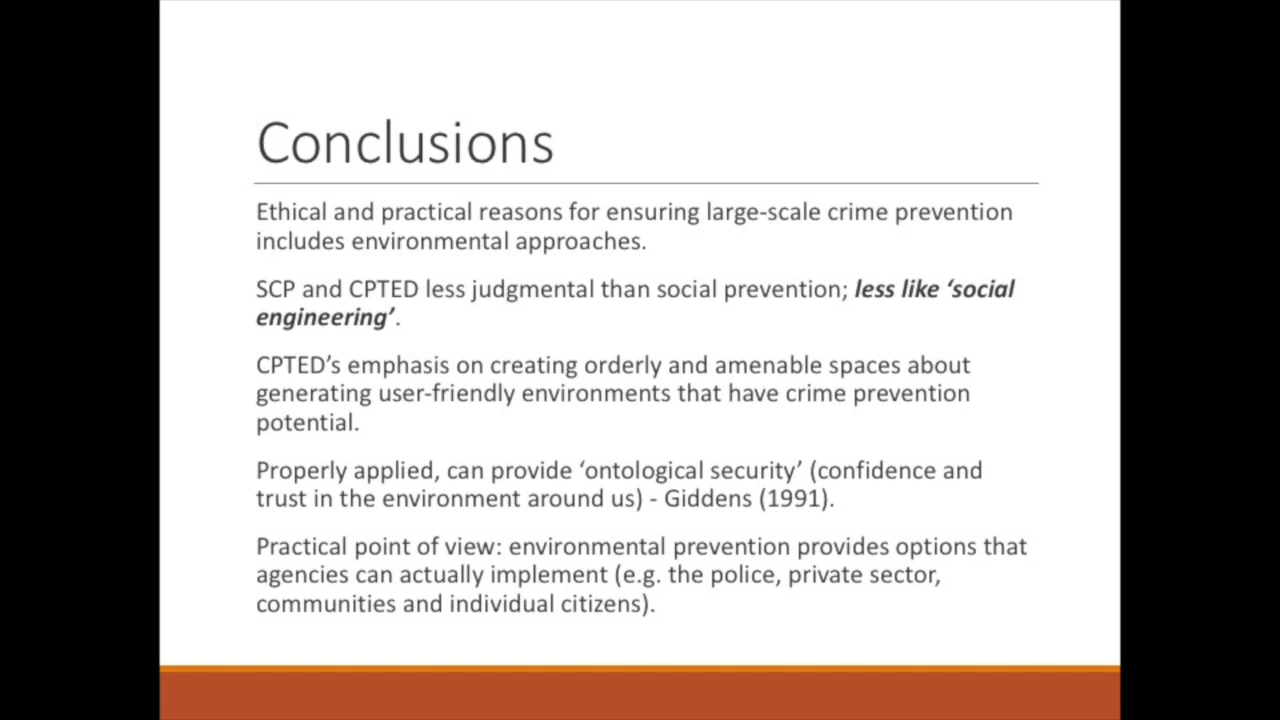 Conclusions
Ethical and practical reasons for ensuring large-scale crime prevention
includes environmental approaches.
SCP and CPTED less judgmental than social prevention; less like ‘social
engineering’.
CPTED’s emphasis on creating orderly and amenable spaces about
generating user-friendly environments that have crime prevention
potential.
Properly applied, can provide ‘ontological security’ (confidence and
trust in the environment around us) - Giddens (1991).
Practical point of view: environmental prevention provides options that
agencies can actually implement (e.g. the police, private sector,
communities and individual citizens).